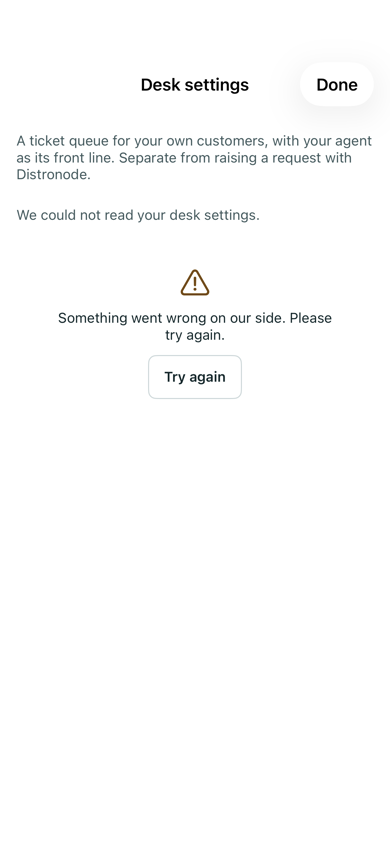 Desk settings
Done
A ticket queue for your own customers, with your agent
as its front line. Separate from raising a request with
Distronode.
We could not read your desk settings.
Something went wrong on our side. Please
try again.
Try again